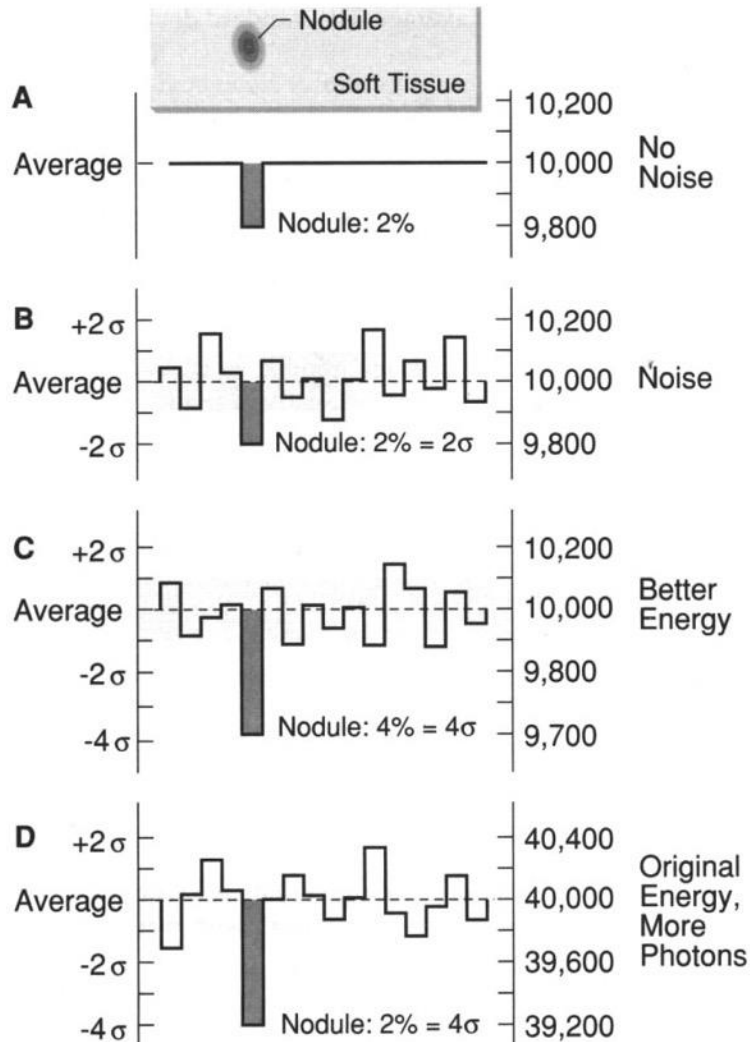 Nodule
Soft Tissue
A
10,200
Average
10,000
No
Noise
Nodule: 2%
9,800
B
+2 σ
10,200
Average
10,000
Noise
-2 σ
Nodule: 2% = 2σ
9,800
C
+2 σ
10,200
Average
10,000
Better
Energy
-2 σ
9,800
-4 σ
Nodule: 4% = 4σ
9,700
D
+2 σ
40,400
Average
40,000
Original
Energy,
More
Photons
-2 σ
39,600
-4 σ
Nodule: 2% = 4σ
39,200